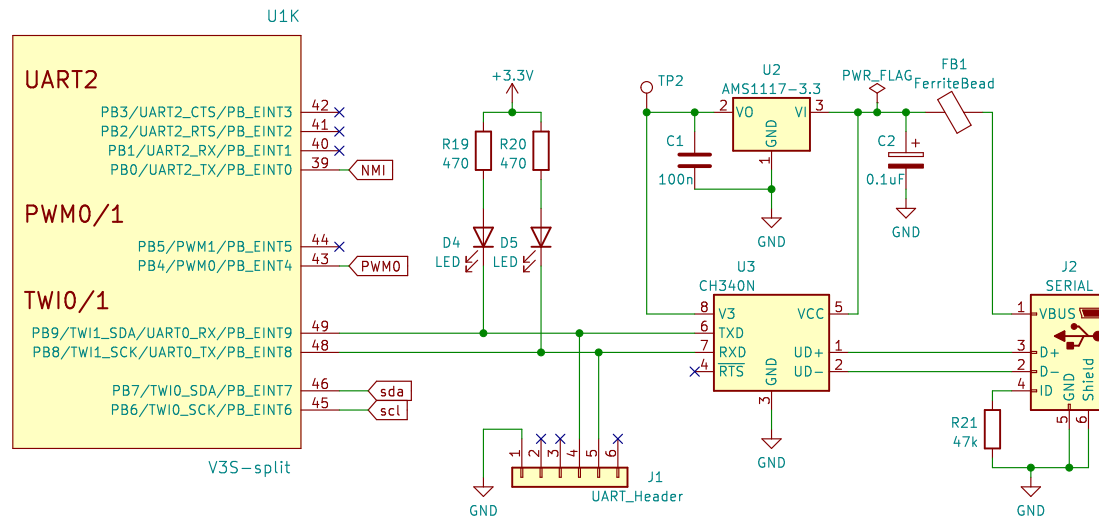 U1K
UART2
PB3/UART2_CTS/PB_EINT3 42
PB2/UART2_RTS/PB_EINT2 41
PB1/UART2_RX/PB_EINT1 40
PB0/UART2_TX/PB_EINT0 39 NMI
PWM0/1
PB5/PWM1/PB_EINT5 44
PB4/PWM0/PB_EINT4 43 PWM0
TWI0/1
PB9/TWI1_SDA/UART0_RX/PB_EINT9 49
PB8/TWI1_SCK/UART0_TX/PB_EINT8 48
PB7/TWI0_SDA/PB_EINT7 46 sda
PB6/TWI0_SCK/PB_EINT6 45 scl
V3S-split
+3.3V
R19
470
R20
470
D4
LED
D5
LED
GND
1 2 3 4 5 6
J1
UART_Header
TP2
U2
AMS1117-3.3
2 VO VI 3
GND
1
C1
100n
GND
PWR_FLAG
C2
+
0.1uF
GND
FB1
FerriteBead
U3
CH340N
8 V3 VCC 5
6 TXD
7 RXD UD+ 1
4 RTS UD- 2
GND
3
GND
J2
SERIAL
1 VBUS
3 D+
2 D-
4 ID
GND
Shield
5 6
R21
47k
GND